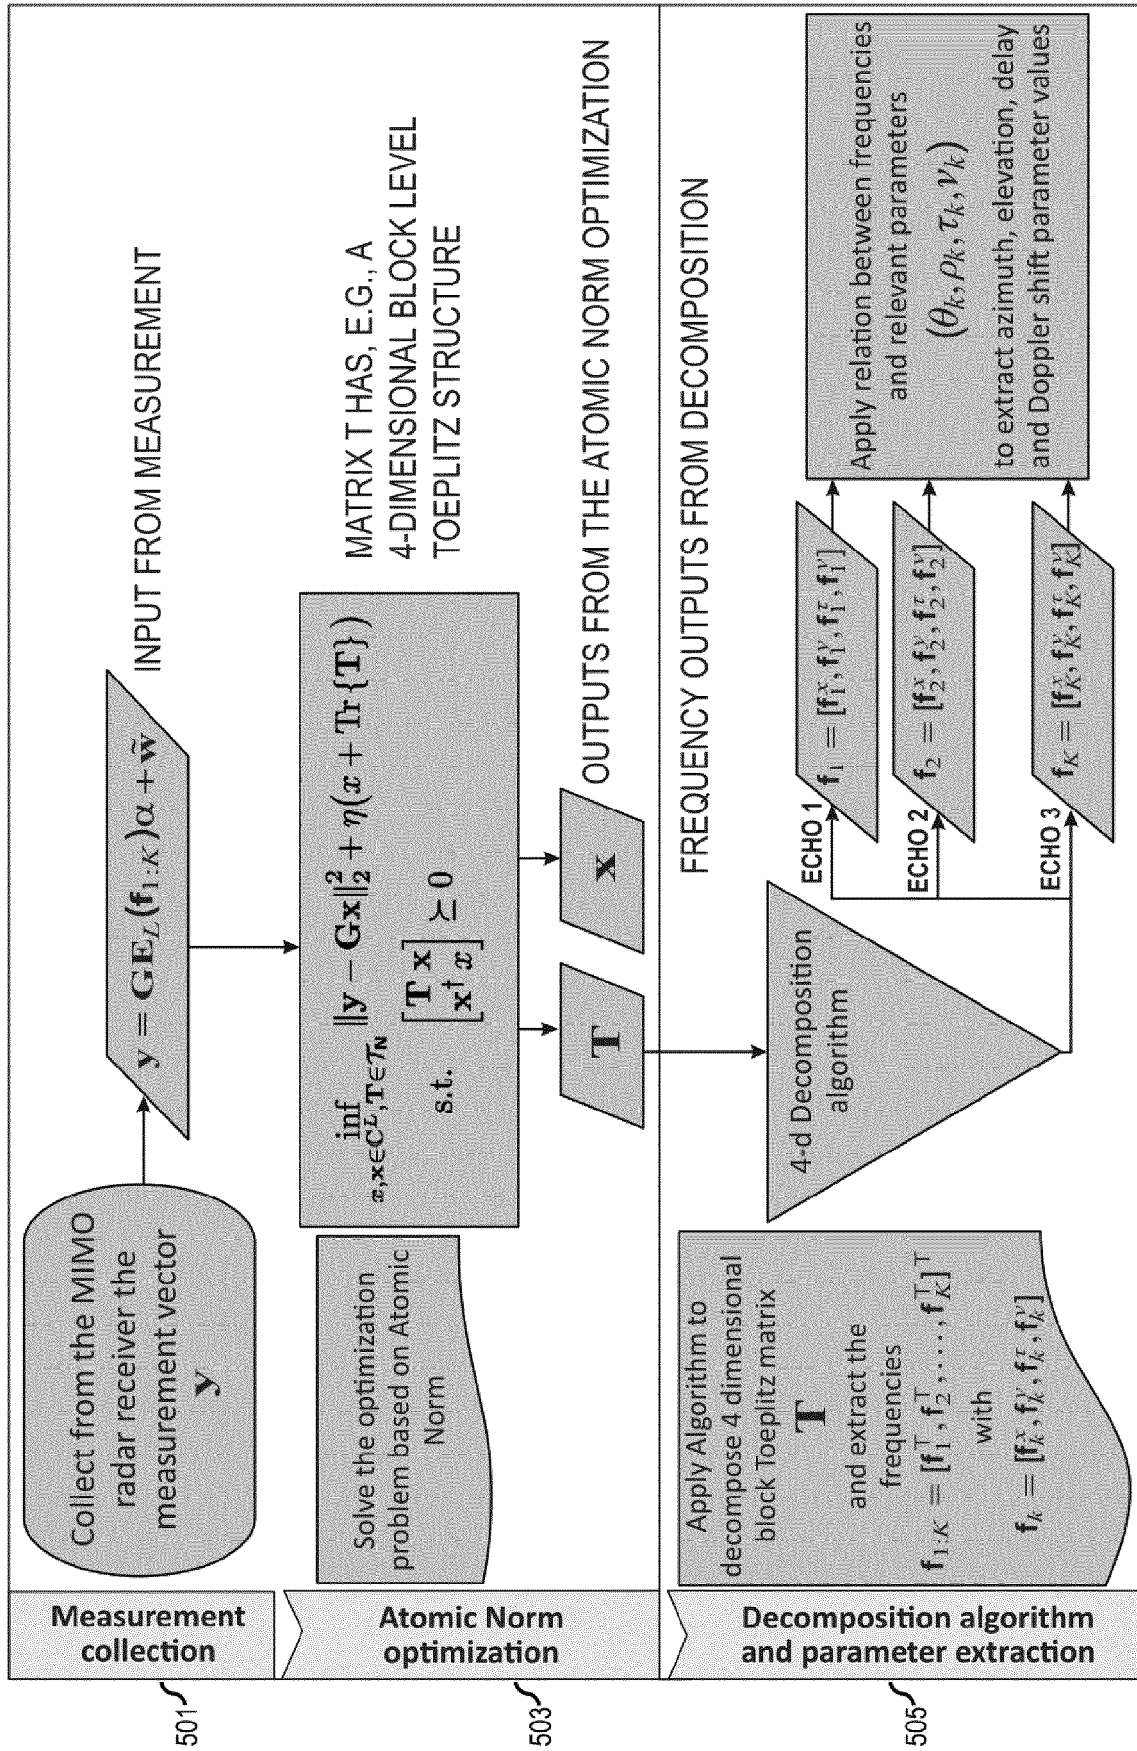 501
Measurement
collection
Collect from the MIMO
radar receiver the
measurement vector
y
y = GE_L(f_{1:K})α + w̃
INPUT FROM MEASUREMENT
503
Atomic Norm
optimization
Solve the optimization
problem based on Atomic
Norm
inf ‖y − Gx‖₂² + η(x + Tr{T})
x,x∈C^L,T∈𝒯_N
s.t. [T x
x† x] ⪰ 0
MATRIX T HAS, E.G., A
4-DIMENSIONAL BLOCK LEVEL
TOEPLITZ STRUCTURE
T
x
OUTPUTS FROM THE ATOMIC NORM OPTIMIZATION
505
Decomposition algorithm
and parameter extraction
Apply Algorithm to
decompose 4 dimensional
block Toeplitz matrix
T
and extract the
frequencies
f_{1:K} = [f_1^T, f_2^T, ..., f_K^T]^T
with
f_k = [f_k^x, f_k^y, f_k^τ, f_k^ν]
4-d Decomposition
algorithm
FREQUENCY OUTPUTS FROM DECOMPOSITION
ECHO 1
f_1 = [f_1^x, f_1^y, f_1^τ, f_1^ν]
ECHO 2
f_2 = [f_2^x, f_2^y, f_2^τ, f_2^ν]
ECHO 3
f_K = [f_K^x, f_K^y, f_K^τ, f_K^ν]
Apply relation between frequencies
and relevant parameters
(θ_k, ρ_k, τ_k, ν_k)
to extract azimuth, elevation, delay
and Doppler shift parameter values